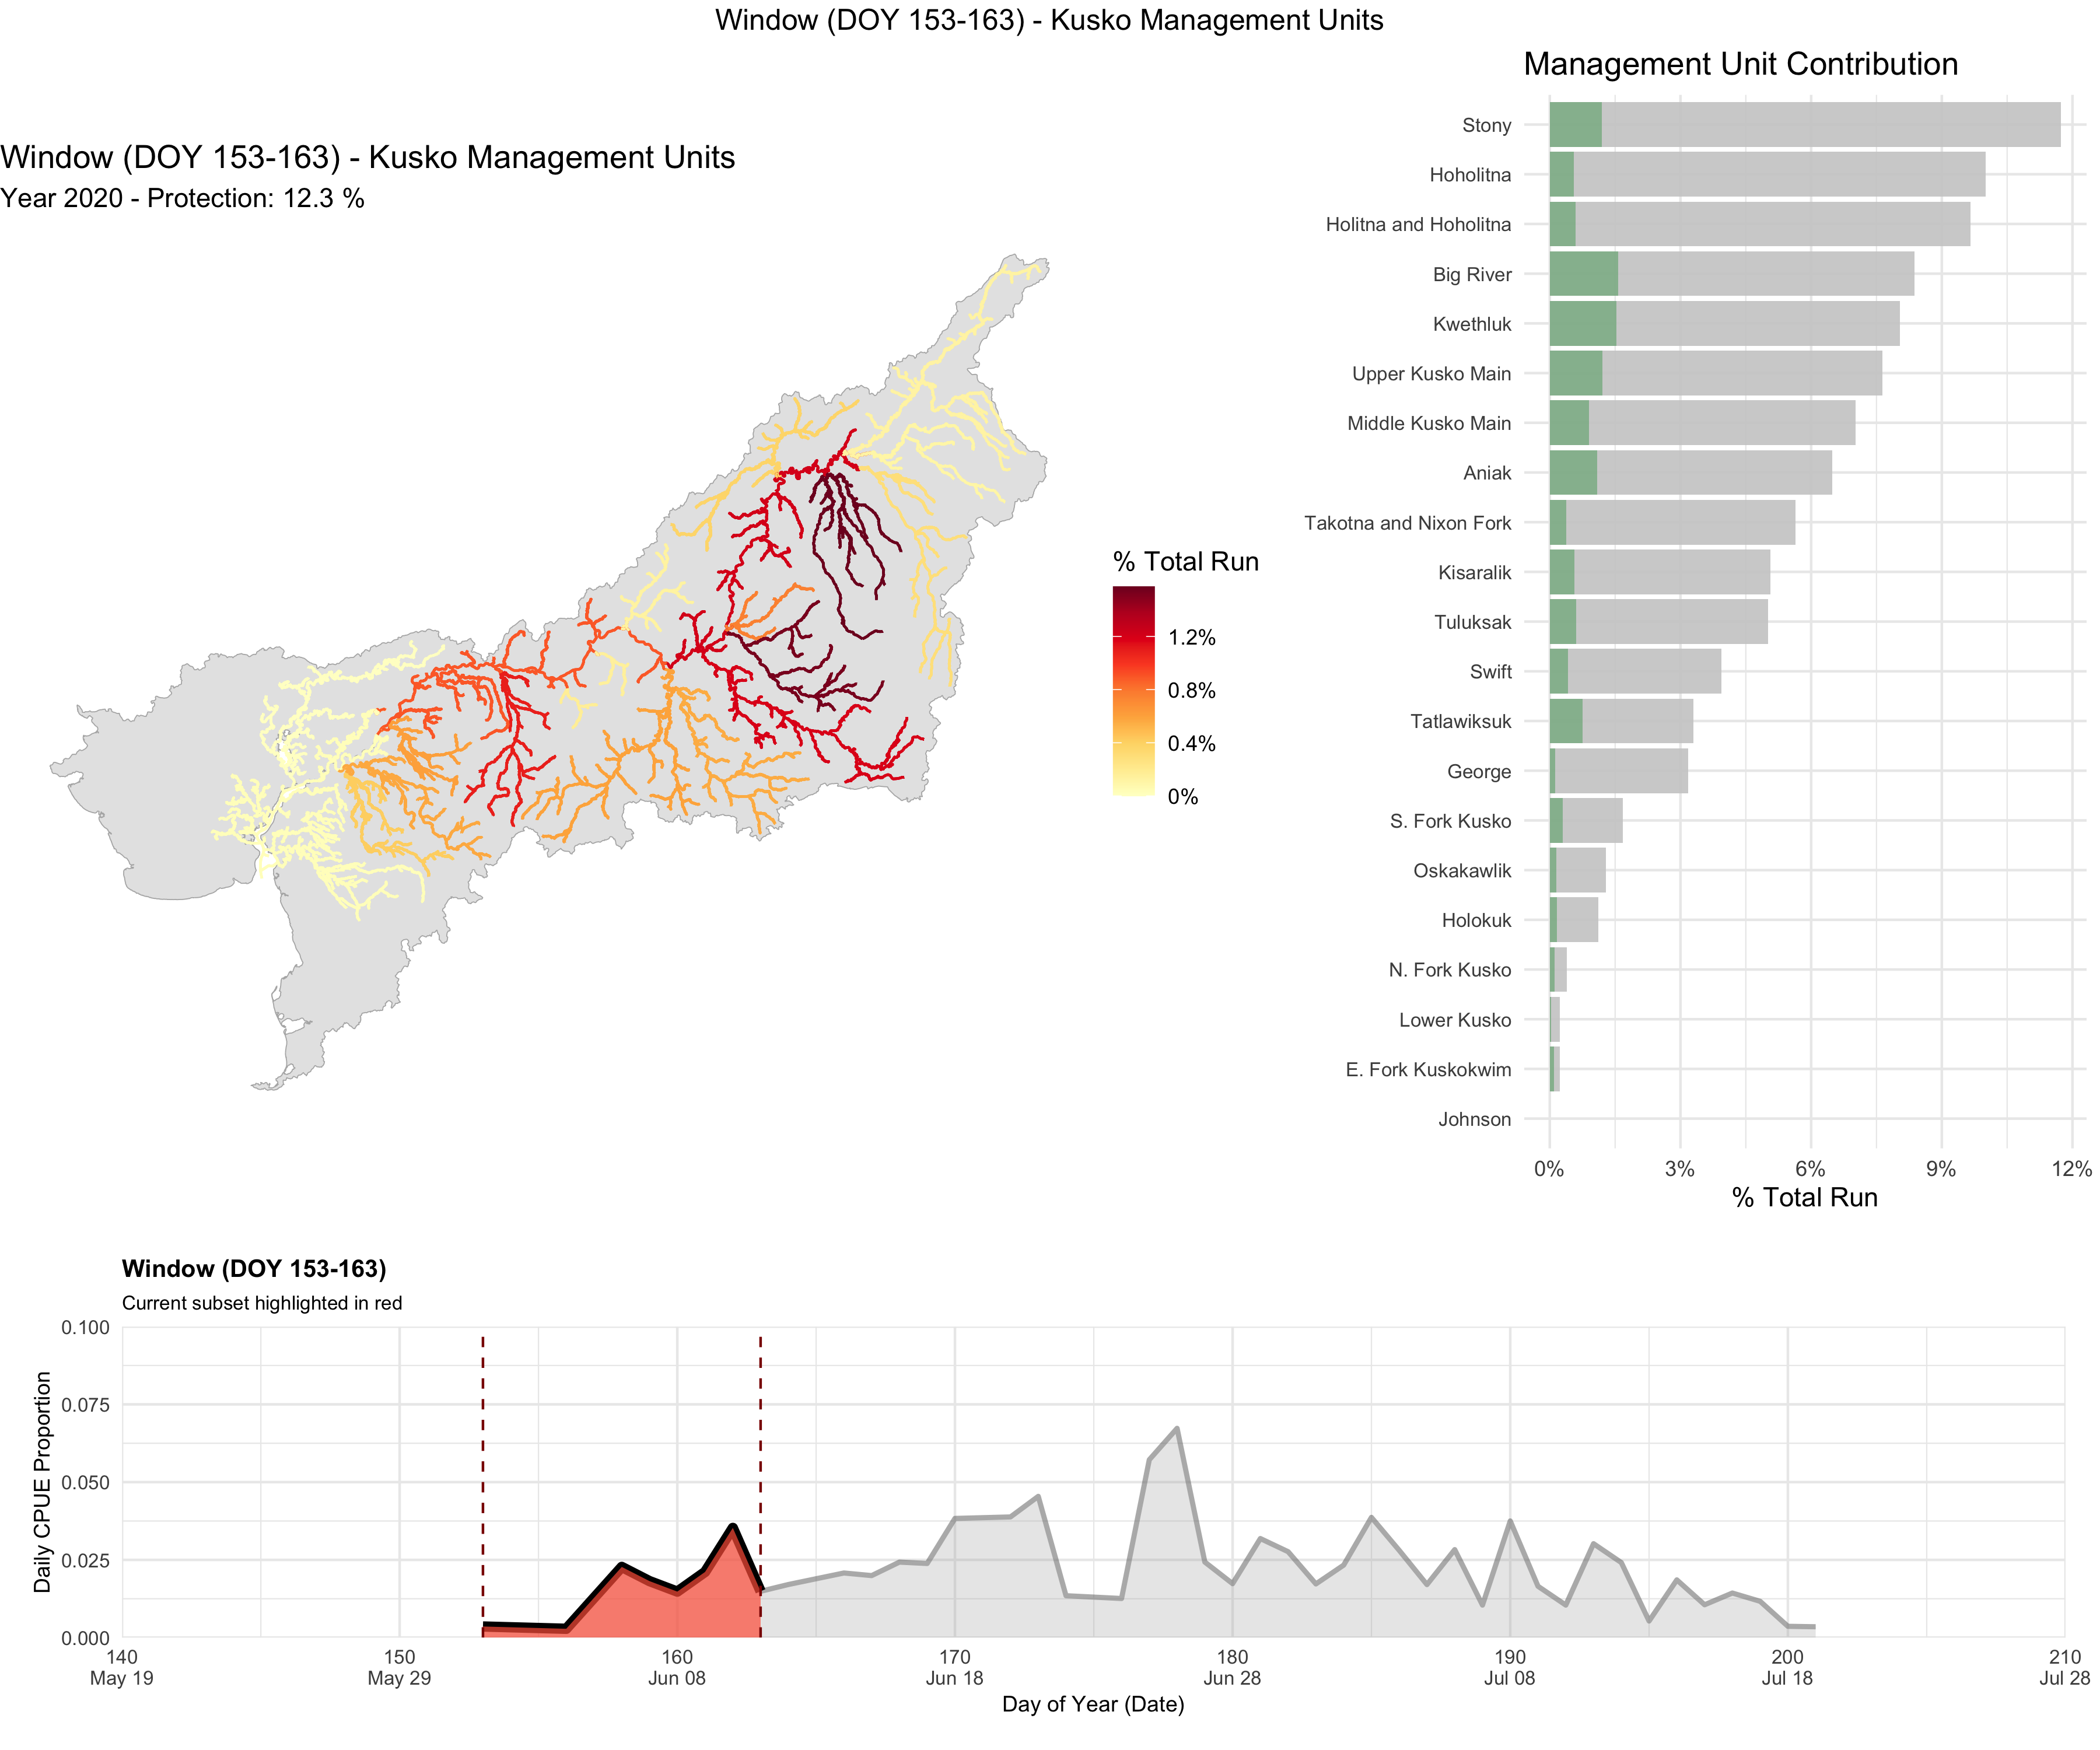 Window (DOY 153-163) - Kusko Management Units
Window (DOY 153-163) - Kusko Management Units
Year 2020 - Protection: 12.3 %
% Total Run
1.2%
0.8%
0.4%
0%
Management Unit Contribution
Stony
Hoholitna
Holitna and Hoholitna
Big River
Kwethluk
Upper Kusko Main
Middle Kusko Main
Aniak
Takotna and Nixon Fork
Kisaralik
Tuluksak
Swift
Tatlawiksuk
George
S. Fork Kusko
Oskakawlik
Holokuk
N. Fork Kusko
Lower Kusko
E. Fork Kuskokwim
Johnson
0% 3% 6% 9% 12%
% Total Run
Window (DOY 153-163)
Current subset highlighted in red
Daily CPUE Proportion
0.100
0.075
0.050
0.025
0.000
140 150 160 170 180 190 200 210
May 19 May 29 Jun 08 Jun 18 Jun 28 Jul 08 Jul 18 Jul 28
Day of Year (Date)